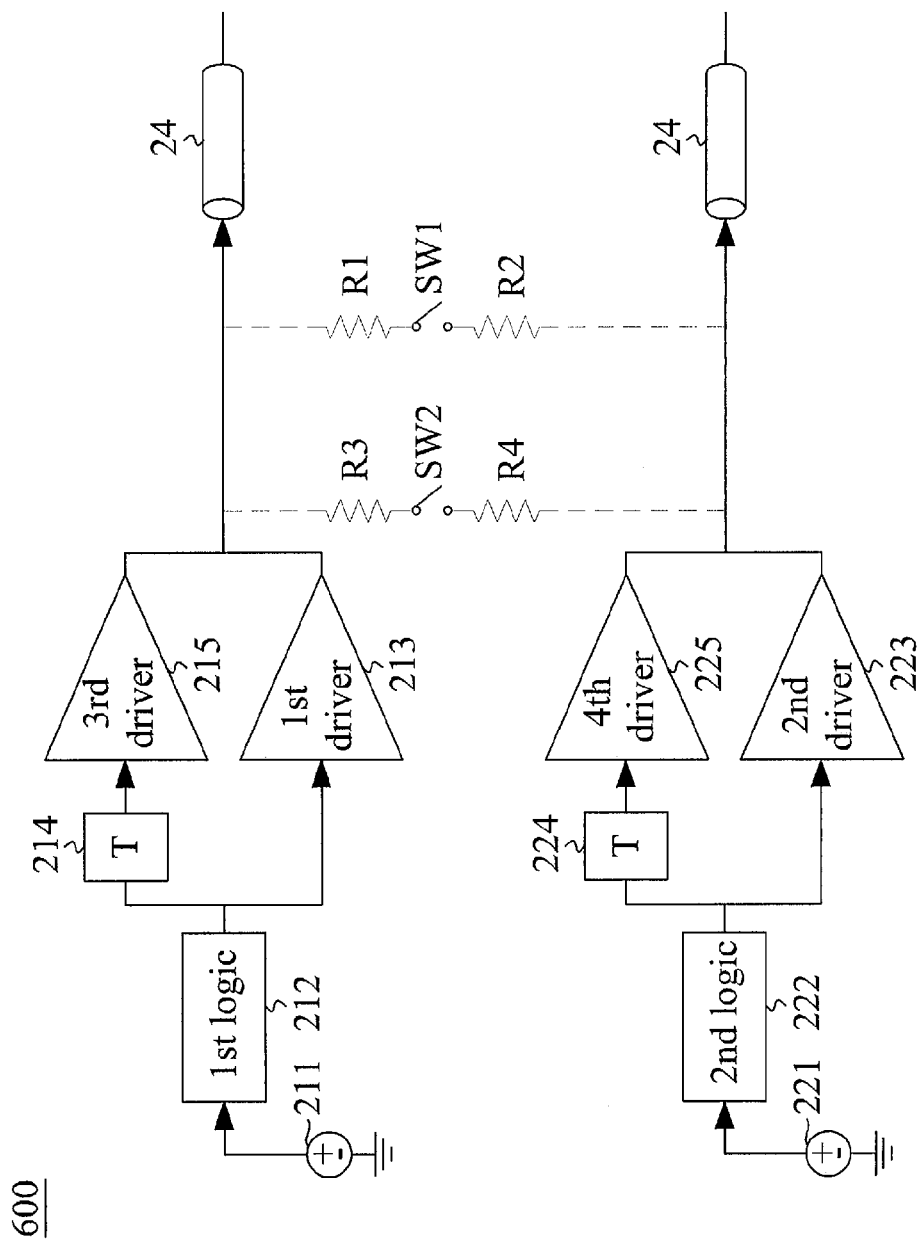 600
211
1st logic
212
214
T
3rd
driver
215
1st
driver
213
R3
SW2
R4
R1
SW1
R2
24
221
2nd logic
222
224
T
4th
driver
225
2nd
driver
223
24